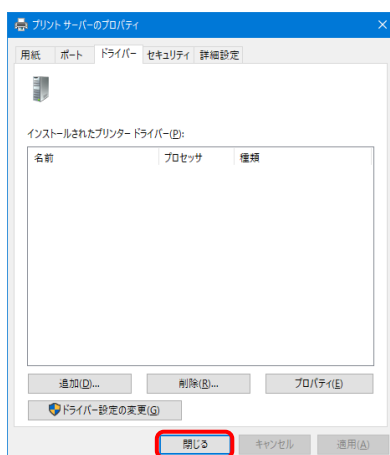 プリント サーバーのプロパティ
用紙 ポート ドライバー セキュリティ 詳細設定
インストールされたプリンター ドライバー(P):
名前 プロセッサ 種類
追加(D)... 削除(R)... プロパティ(E)
ドライバー設定の変更(G)
閉じる キャンセル 適用(A)